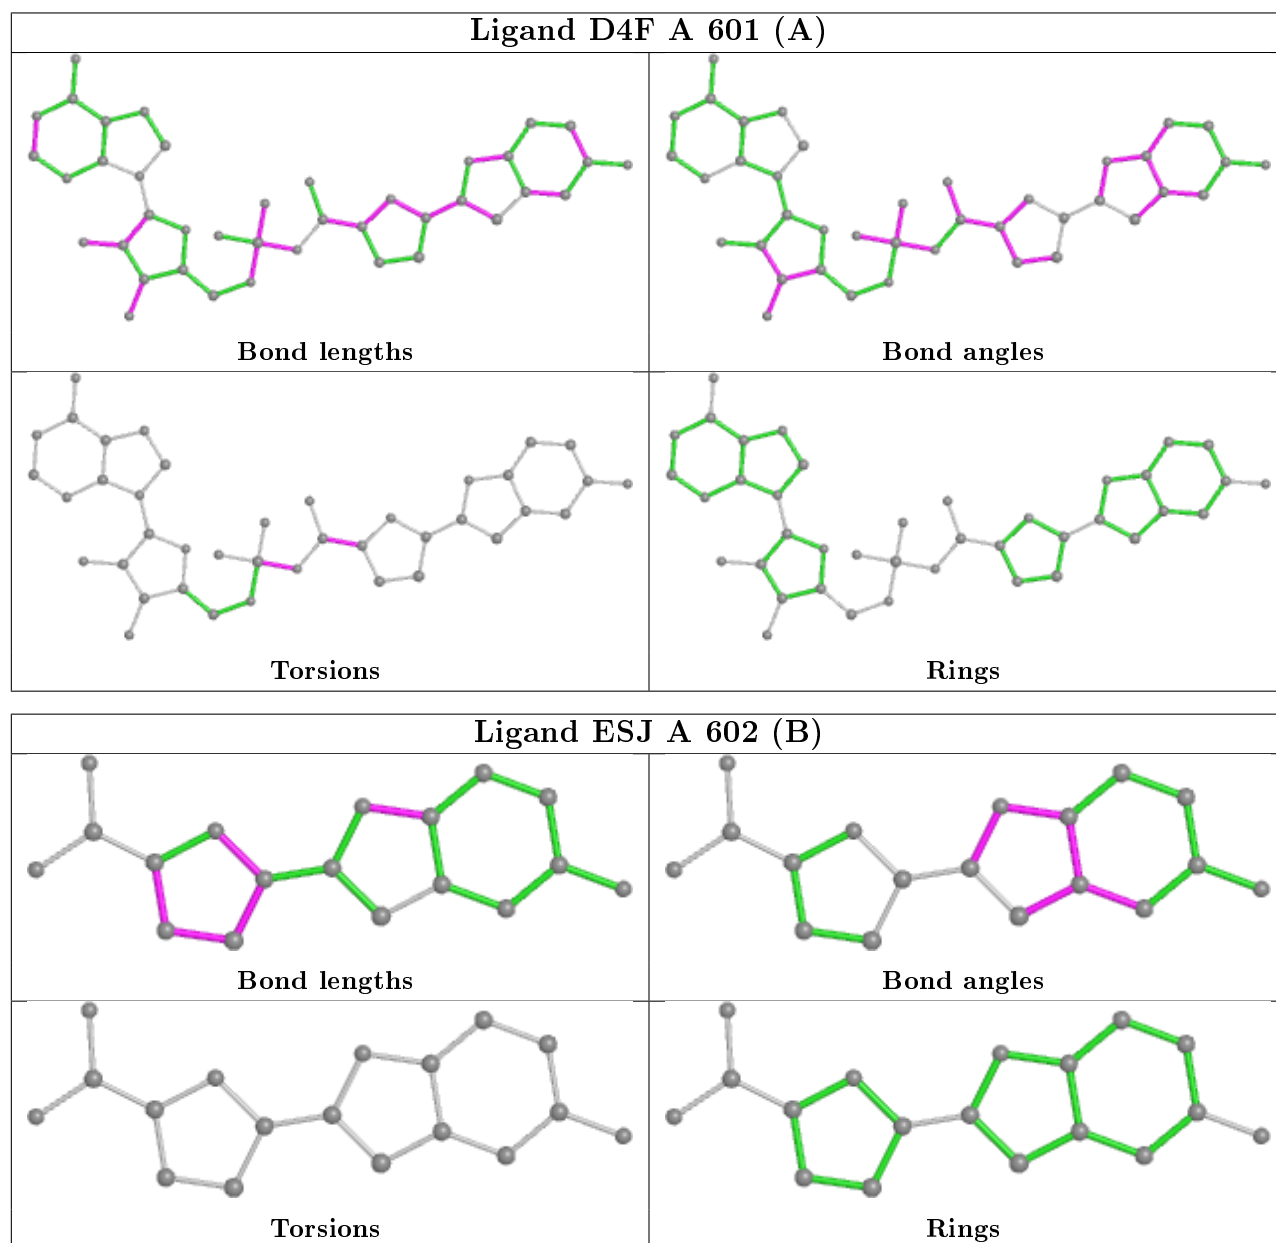 Ligand D4F A 601 (A)
Bond lengths
Bond angles
Torsions
Rings
Ligand ESJ A 602 (B)
Bond lengths
Bond angles
Torsions
Rings